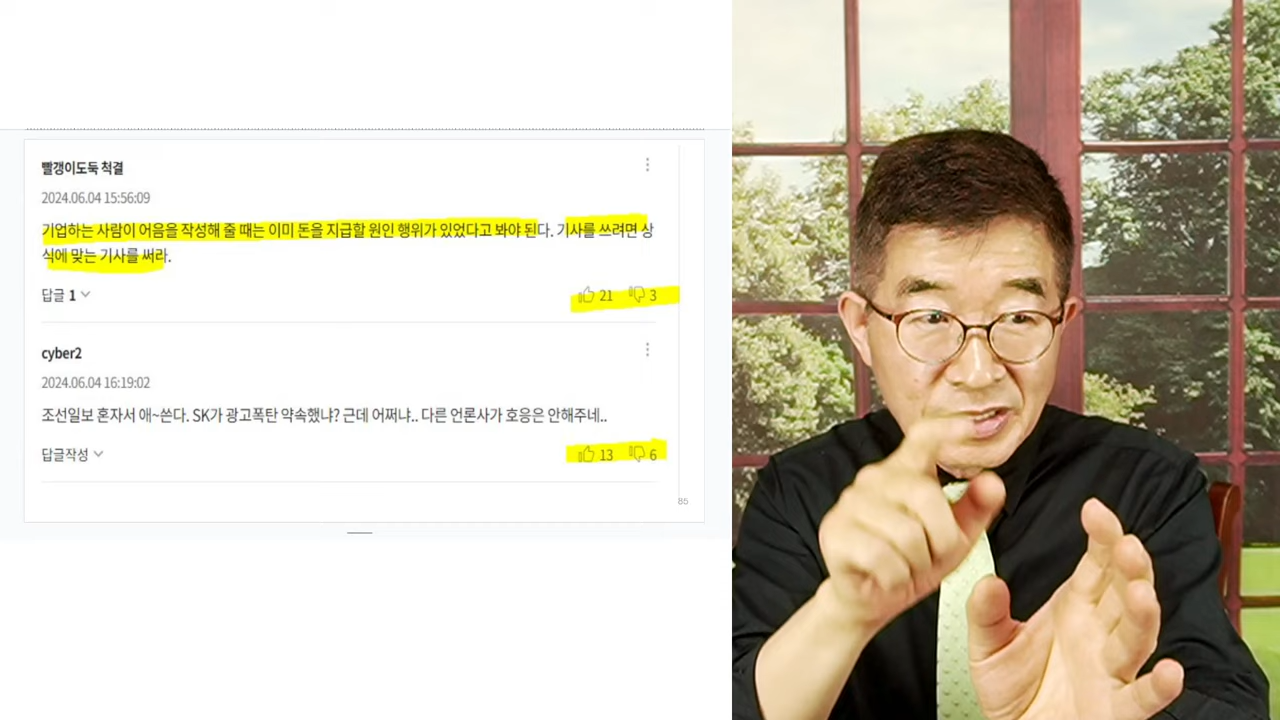 빨갱이도둑 척결
2024.06.04 15:56:09
기업하는 사람이 어음을 작성해 줄 때는 이미 돈을 지급할 원인 행위가 있었다고 봐야 된다. 기사를 쓰려면 상
식에 맞는 기사를 써라.
답글 1 21 3
cyber2
2024.06.04 16:19:02
조선일보 혼자서 애~쓴다. SK가 광고폭탄 약속했냐? 근데 어쩌냐.. 다른 언론사가 호응은 안해주네..
답글작성 13 6
85